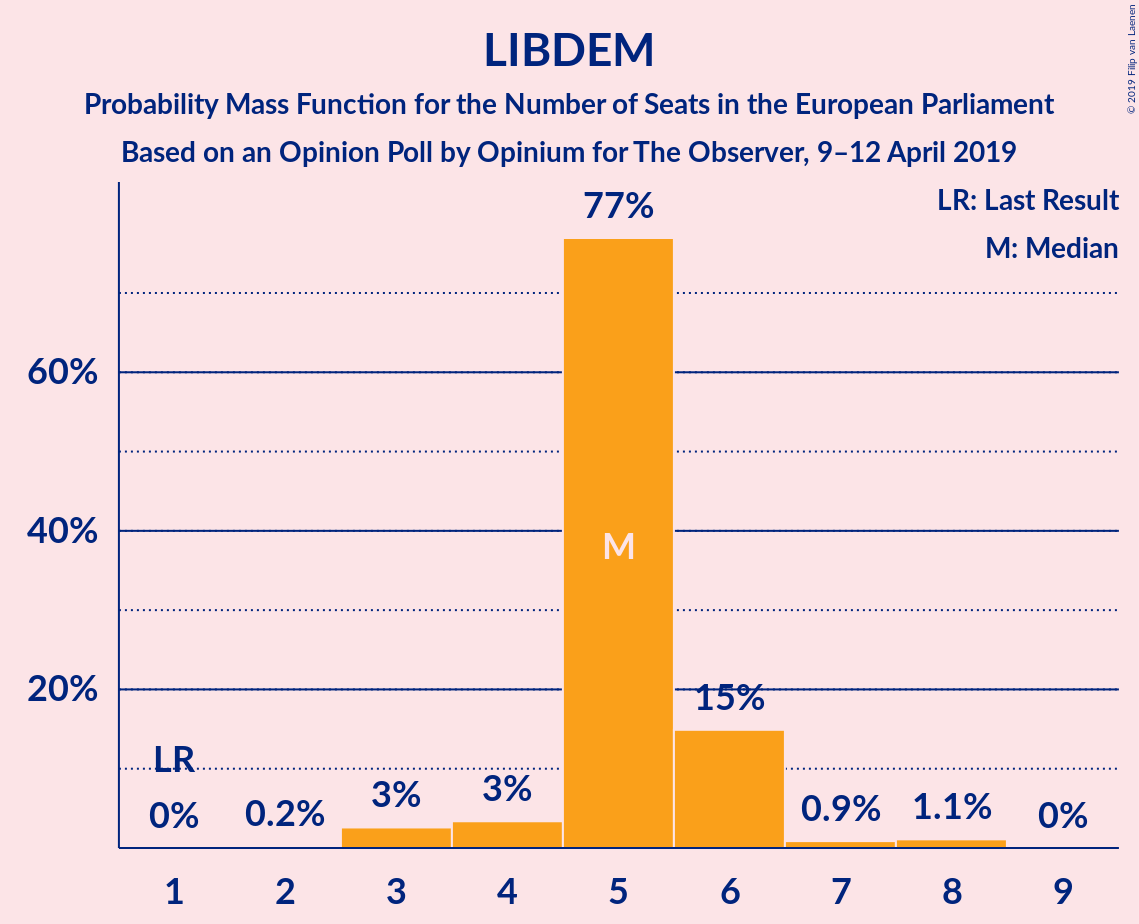 LIBDEM
Probability Mass Function for the Number of Seats in the European Parliament
Based on an Opinion Poll by Opinium for The Observer, 9–12 April 2019
© 2019 Filip van Laenen
LR: Last Result
M: Median
77%
60%
40%
20%
M
15%
LR
0%
0.2%
3%
3%
0.9%
1.1%
0%
1 2 3 4 5 6 7 8 9